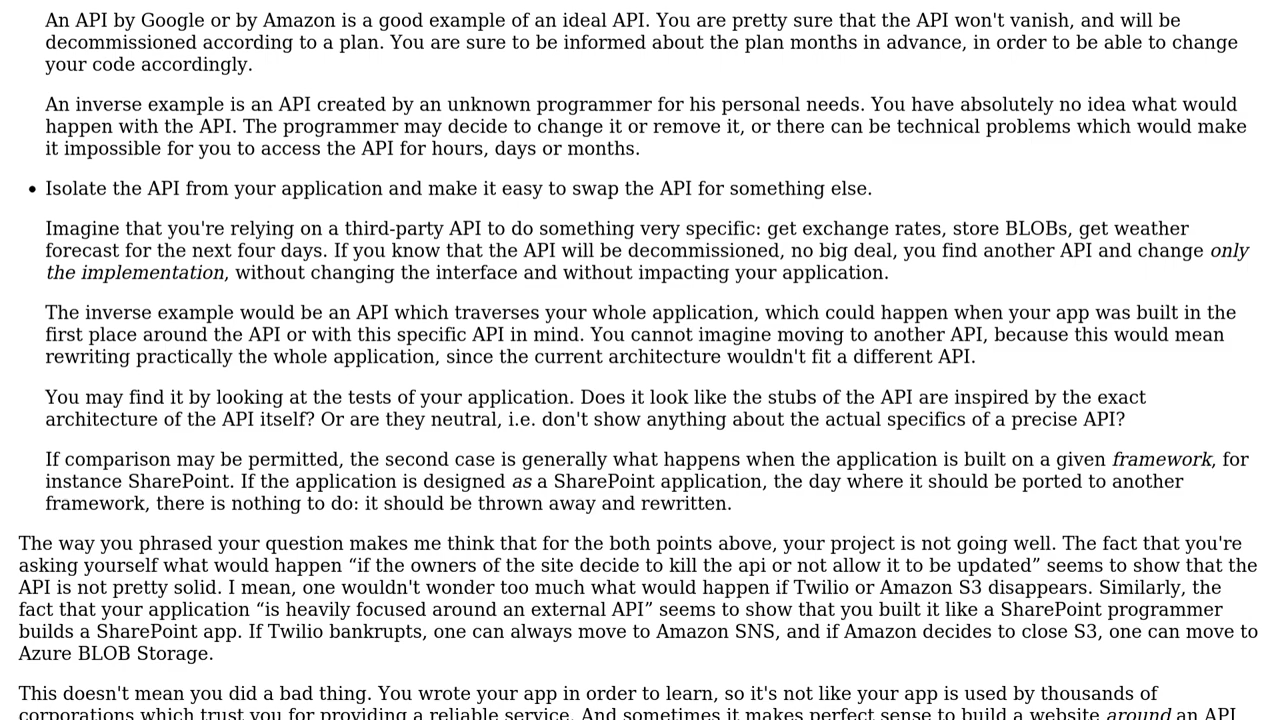 An API by Google or by Amazon is a good example of an ideal API. You are pretty sure that the API won't vanish, and will be
decommissioned according to a plan. You are sure to be informed about the plan months in advance, in order to be able to change
your code accordingly.
An inverse example is an API created by an unknown programmer for his personal needs. You have absolutely no idea what would
happen with the API. The programmer may decide to change it or remove it, or there can be technical problems which would make
it impossible for you to access the API for hours, days or months.
• Isolate the API from your application and make it easy to swap the API for something else.
Imagine that you're relying on a third-party API to do something very specific: get exchange rates, store BLOBs, get weather
forecast for the next four days. If you know that the API will be decommissioned, no big deal, you find another API and change only
the implementation, without changing the interface and without impacting your application.
The inverse example would be an API which traverses your whole application, which could happen when your app was built in the
first place around the API or with this specific API in mind. You cannot imagine moving to another API, because this would mean
rewriting practically the whole application, since the current architecture wouldn't fit a different API.
You may find it by looking at the tests of your application. Does it look like the stubs of the API are inspired by the exact
architecture of the API itself? Or are they neutral, i.e. don't show anything about the actual specifics of a precise API?
If comparison may be permitted, the second case is generally what happens when the application is built on a given framework, for
instance SharePoint. If the application is designed as a SharePoint application, the day where it should be ported to another
framework, there is nothing to do: it should be thrown away and rewritten.
The way you phrased your question makes me think that for the both points above, your project is not going well. The fact that you're
asking yourself what would happen “if the owners of the site decide to kill the api or not allow it to be updated” seems to show that the
API is not pretty solid. I mean, one wouldn't wonder too much what would happen if Twilio or Amazon S3 disappears. Similarly, the
fact that your application “is heavily focused around an external API” seems to show that you built it like a SharePoint programmer
builds a SharePoint app. If Twilio bankrupts, one can always move to Amazon SNS, and if Amazon decides to close S3, one can move to
Azure BLOB Storage.
This doesn't mean you did a bad thing. You wrote your app in order to learn, so it's not like your app is used by thousands of
corporations which trust you for providing a reliable service. And sometimes it makes perfect sense to build a website around an API